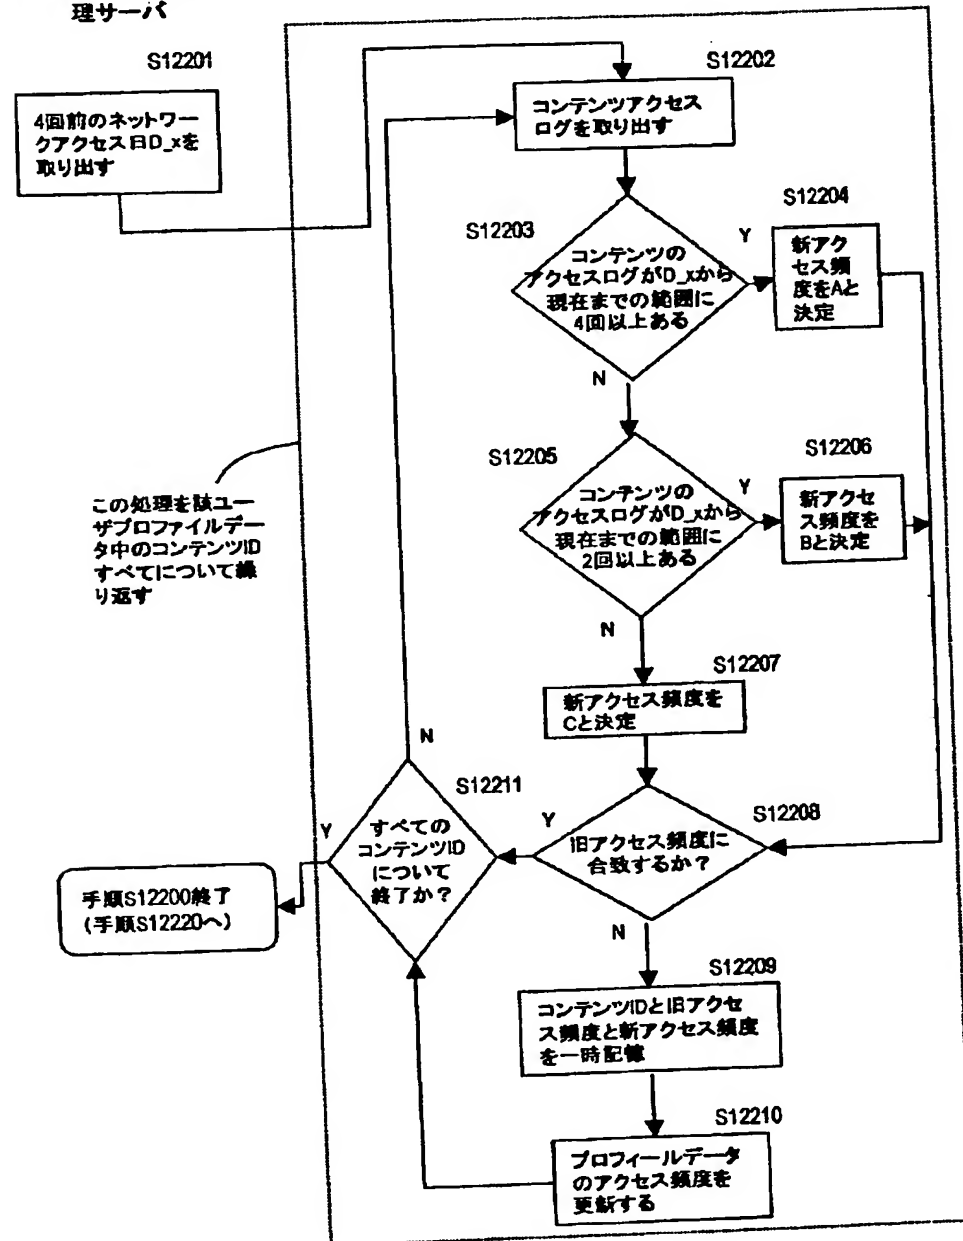 理サーバ
S12201
4回前のネットワー
クアクセス日D_xを
取り出す
S12202
コンテンツアクセス
ログを取り出す
S12203
コンテンツの
アクセスログがD_xから
現在までの範囲に
4回以上ある
Y
N
S12204
新アク
セス頻
度をAと
決定
S12205
コンテンツの
アクセスログがD_xから
現在までの範囲に
2回以上ある
Y
N
S12206
新アクセ
ス頻度を
Bと決定
この処理を該ユー
ザプロファイルデー
タ中のコンテンツID
すべてについて繰
り返す
S12207
新アクセス頻度を
Cと決定
S12208
旧アクセス頻度に
合致するか？
Y
N
S12211
すべての
コンテンツID
について
終了か？
N
Y
手順S12200終了
(手順S12220へ)
S12209
コンテンツIDと旧アクセ
ス頻度と新アクセス頻度
を一時記憶
S12210
プロフィールデータ
のアクセス頻度を
更新する